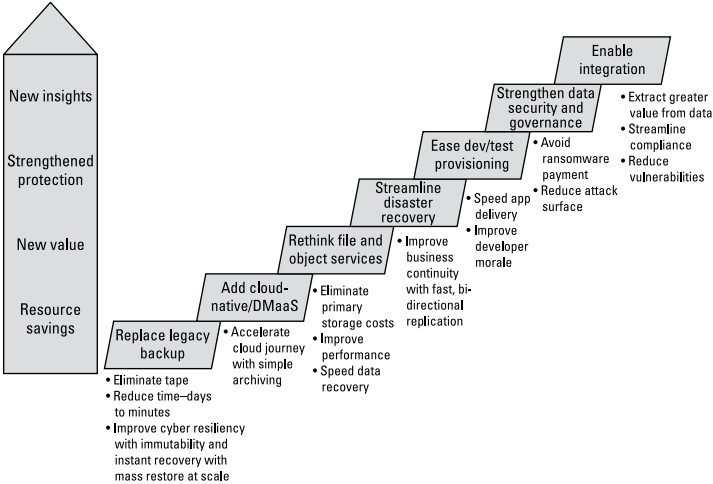 New insights
Strengthened
protection
New value
Resource
savings
Replace legacy
backup
• Eliminate tape
• Reduce time–days
to minutes
• Improve cyber resiliency
with immutability and
instant recovery with
mass restore at scale
Add cloud-
native/DMaaS
• Accelerate
cloud journey
with simple
archiving
Rethink file and
object services
• Eliminate
primary
storage costs
• Improve
performance
• Speed data
recovery
Streamline
disaster
recovery
• Improve
business
continuity
with fast, bi-
directional
replication
Ease dev/test
provisioning
• Speed app
delivery
• Improve
developer
morale
Strengthen data
security and
governance
• Avoid
ransomware
payment
• Reduce attack
surface
Enable
integration
• Extract greater
value from data
• Streamline
compliance
• Reduce
vulnerabilities